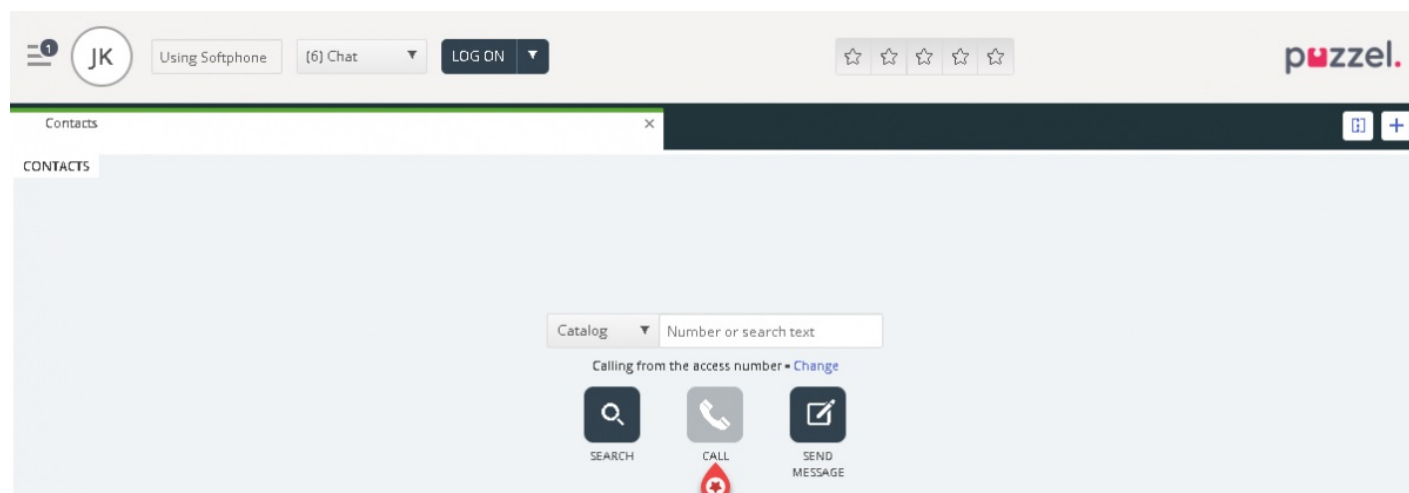 1
JK
Using Softphone
(6) Chat
LOG ON
puzzel.
Contacts
CONTACTS
Catalog
Number or search text
Calling from the access number • Change
SEARCH
CALL
SEND
MESSAGE